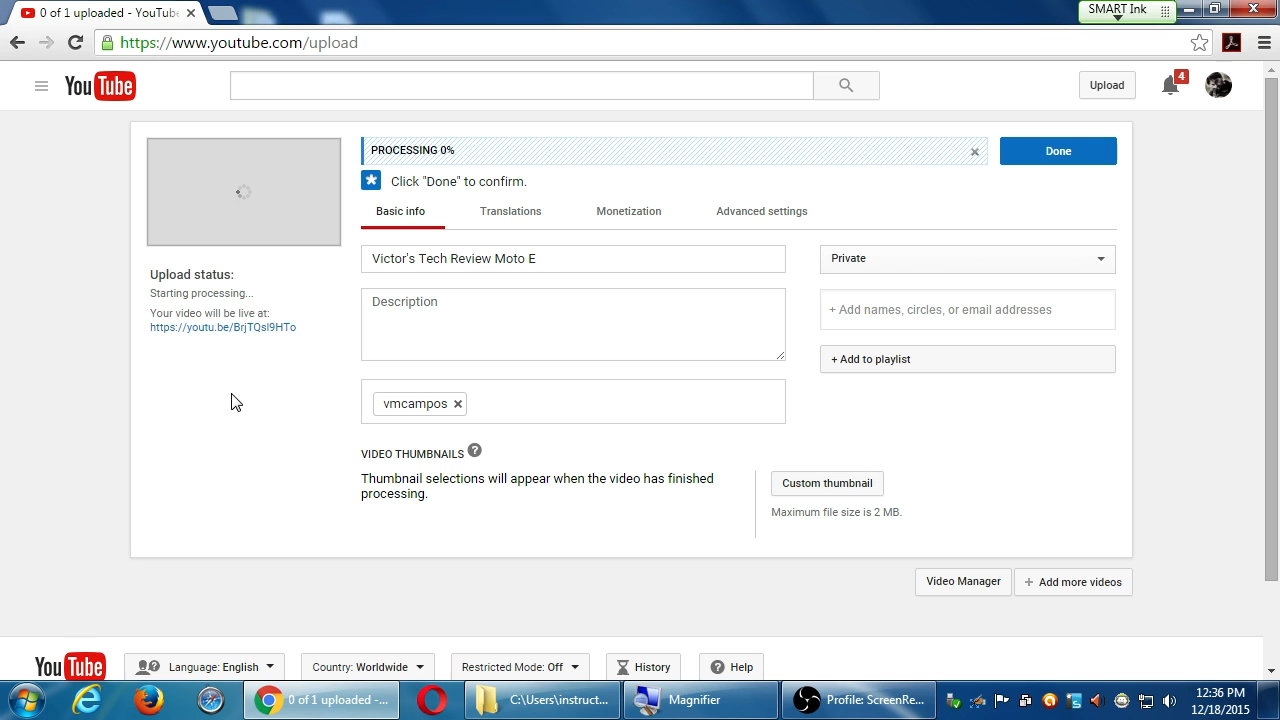 0 of 1 uploaded - YouTube
SMART Ink
https://www.youtube.com/upload
YouTube
Upload
4
PROCESSING 0%
Done
Click "Done" to confirm.
Basic info
Translations
Monetization
Advanced settings
Victor's Tech Review Moto E
Private
Description
+ Add names, circles, or email addresses
+ Add to playlist
Upload status:
Starting processing...
Your video will be live at:
https://youtu.be/BrjTQsI9HTo
vmcampos
VIDEO THUMBNAILS
Thumbnail selections will appear when the video has finished
processing.
Custom thumbnail
Maximum file size is 2 MB.
Video Manager
+ Add more videos
YouTube
Language: English
Country: Worldwide
Restricted Mode: Off
History
Help
0 of 1 uploaded -...
C:\Users\instruct...
Magnifier
Profile: ScreenRe...
12:36 PM
12/18/2015